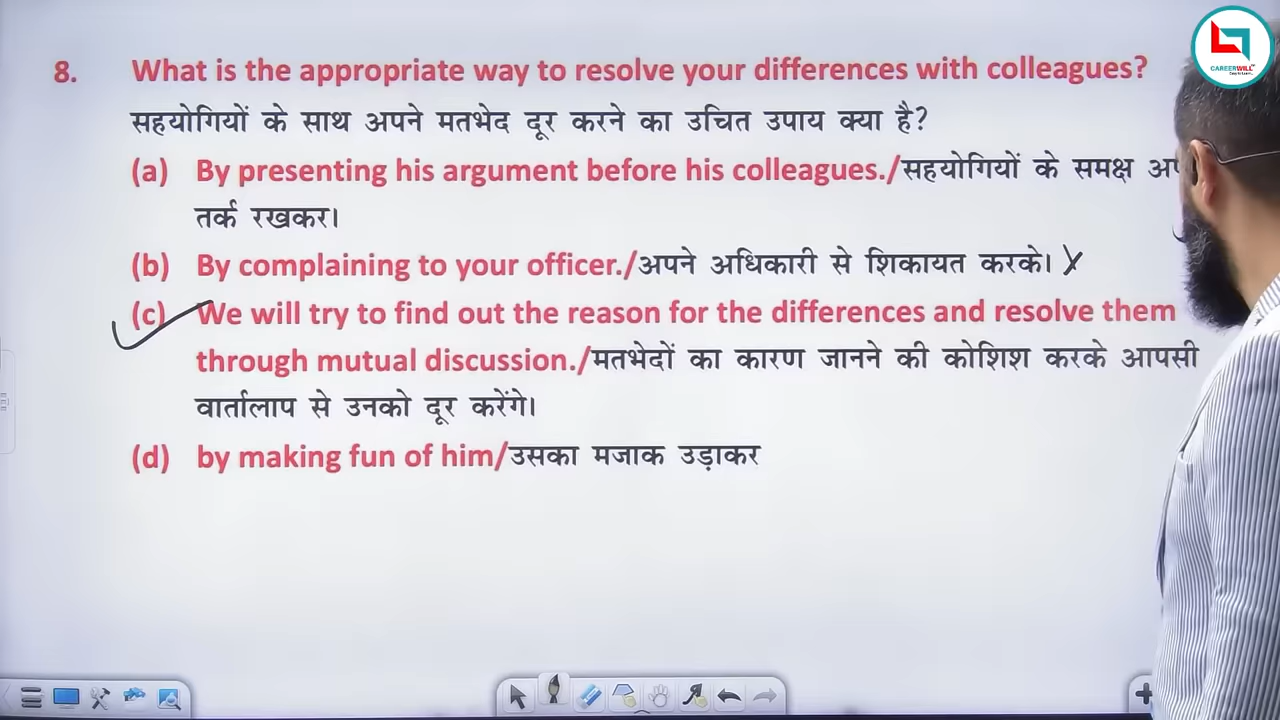 CAREERWILL
8. What is the appropriate way to resolve your differences with colleagues?
सहयोगियों के साथ अपने मतभेद दूर करने का उचित उपाय क्या है?
(a) By presenting his argument before his colleagues./सहयोगियों के समक्ष
तर्क रखकर।
(b) By complaining to your officer./अपने अधिकारी से शिकायत करके।
(c) We will try to find out the reason for the differences and resolve them
through mutual discussion./मतभेदों का कारण जानने की कोशिश करके आपसी
वार्तालाप से उनको दूर करेंगे।
(d) by making fun of him/उसका मजाक उड़ाकर